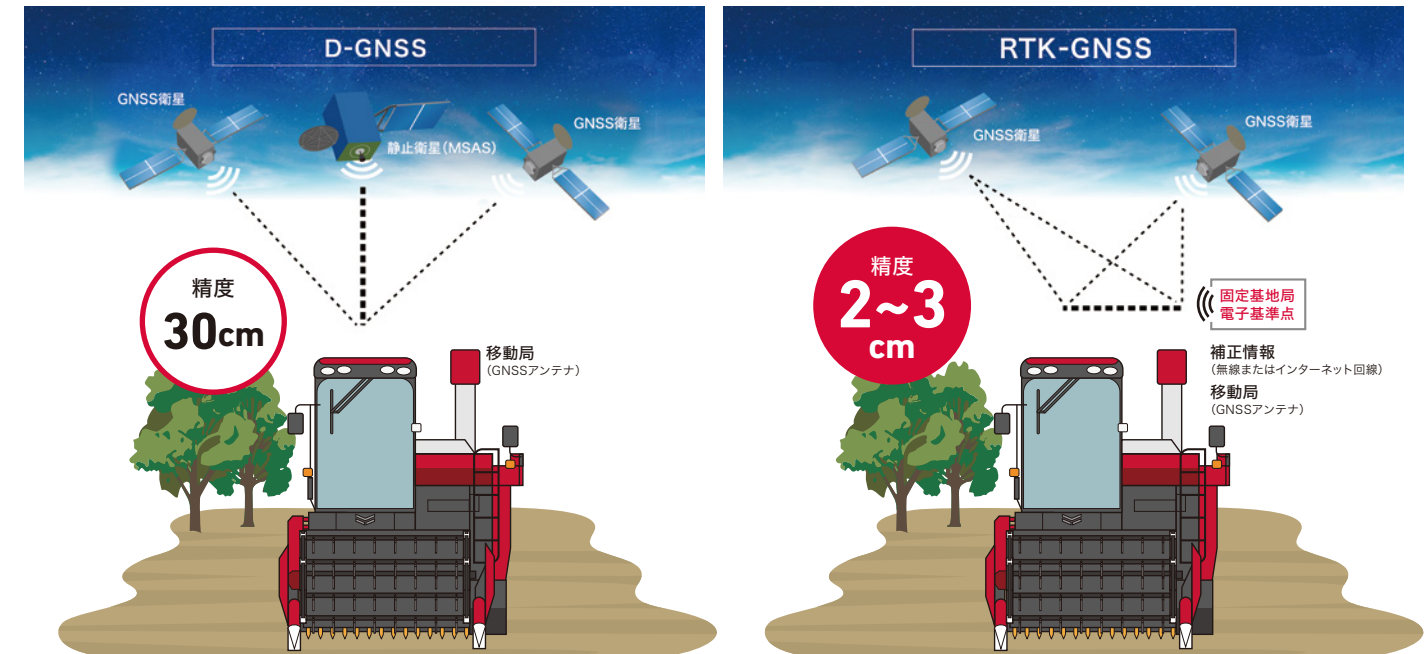 D-GNSS
GNSS衛星
静止衛星（MSAS）
GNSS衛星
精度
30cm
移動局
（GNSSアンテナ）
RTK-GNSS
GNSS衛星
GNSS衛星
精度
2~3
cm
固定基地局
電子基準点
補正情報
（無線またはインターネット回線）
移動局
（GNSSアンテナ）